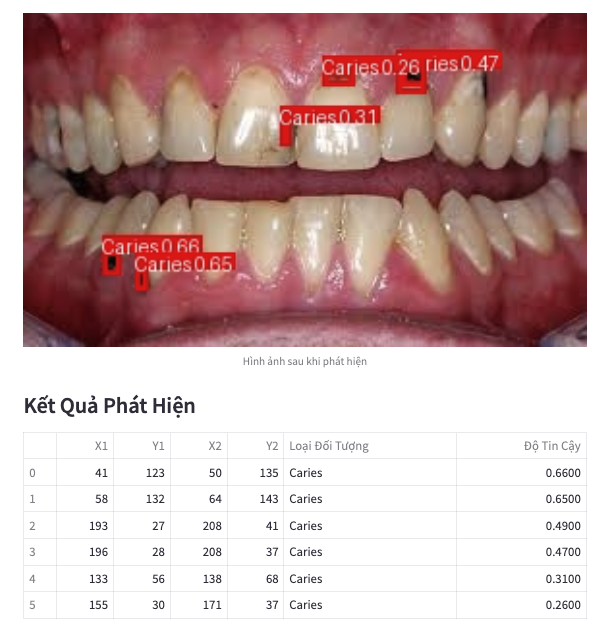 Caries 0.26
ries 0.47
Caries 0.31
Caries 0.66
Caries 0.65
Hình ảnh sau khi phát hiện
Kết Quả Phát Hiện
X1 Y1 X2 Y2 Loại Đối Tượng Độ Tin Cậy
0 41 123 50 135 Caries 0.6600
1 58 132 64 143 Caries 0.6500
2 193 27 208 41 Caries 0.4900
3 196 28 208 37 Caries 0.4700
4 133 56 138 68 Caries 0.3100
5 155 30 171 37 Caries 0.2600